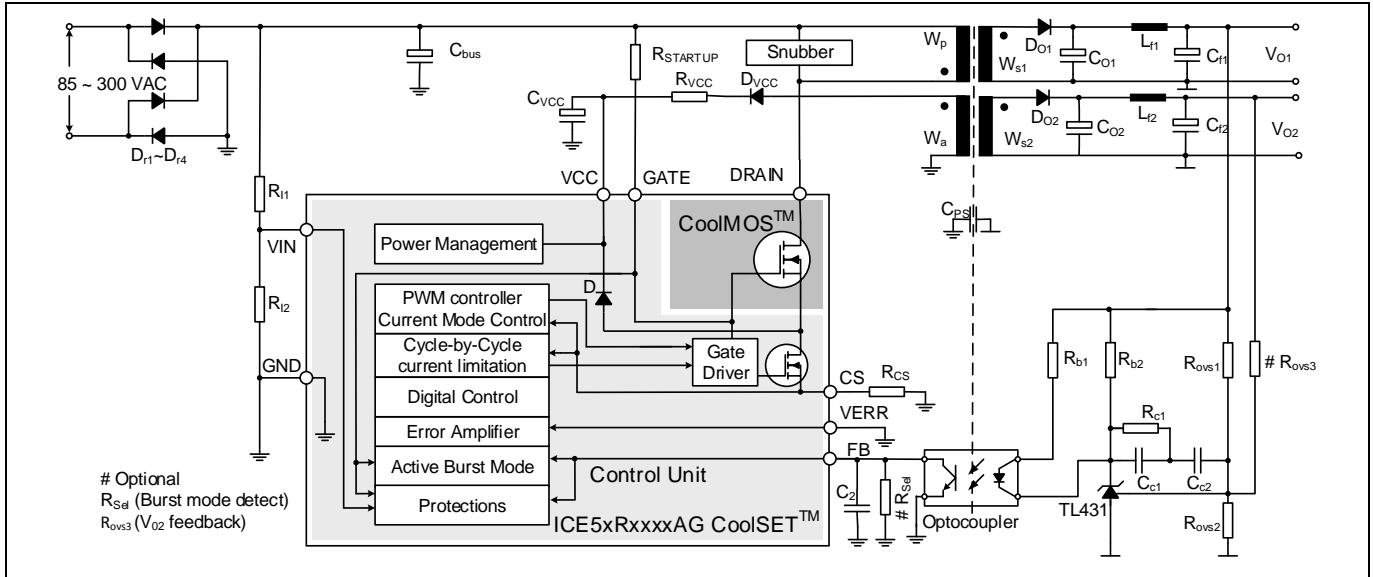 85 ~ 300 VAC
Dr1~Dr4
Cbus
RSTARTUP
Snubber
Wp
Ws1
DO1
CO1
Lf1
Cf1
VO1
CVCC
RVCC
DVCC
Wa
Ws2
DO2
CO2
Lf2
Cf2
VO2
RI1
VCC
GATE
DRAIN
CPS
VIN
Power Management
CoolMOS™
RI2
D
PWM controller
Current Mode Control
Cycle-by-Cycle
current limitation
Gate
Driver
Digital Control
Error Amplifier
Active Burst Mode
Protections
GND
CS
RCS
VERR
FB
Control Unit
ICE5xRxxxxAG CoolSET™
C2
# RSel
Optocoupler
Rb1
Rb2
Rovs1
# Rovs3
Rc1
Cc1
Cc2
TL431
Rovs2
# Optional
RSel (Burst mode detect)
Rovs3 (V02 feedback)